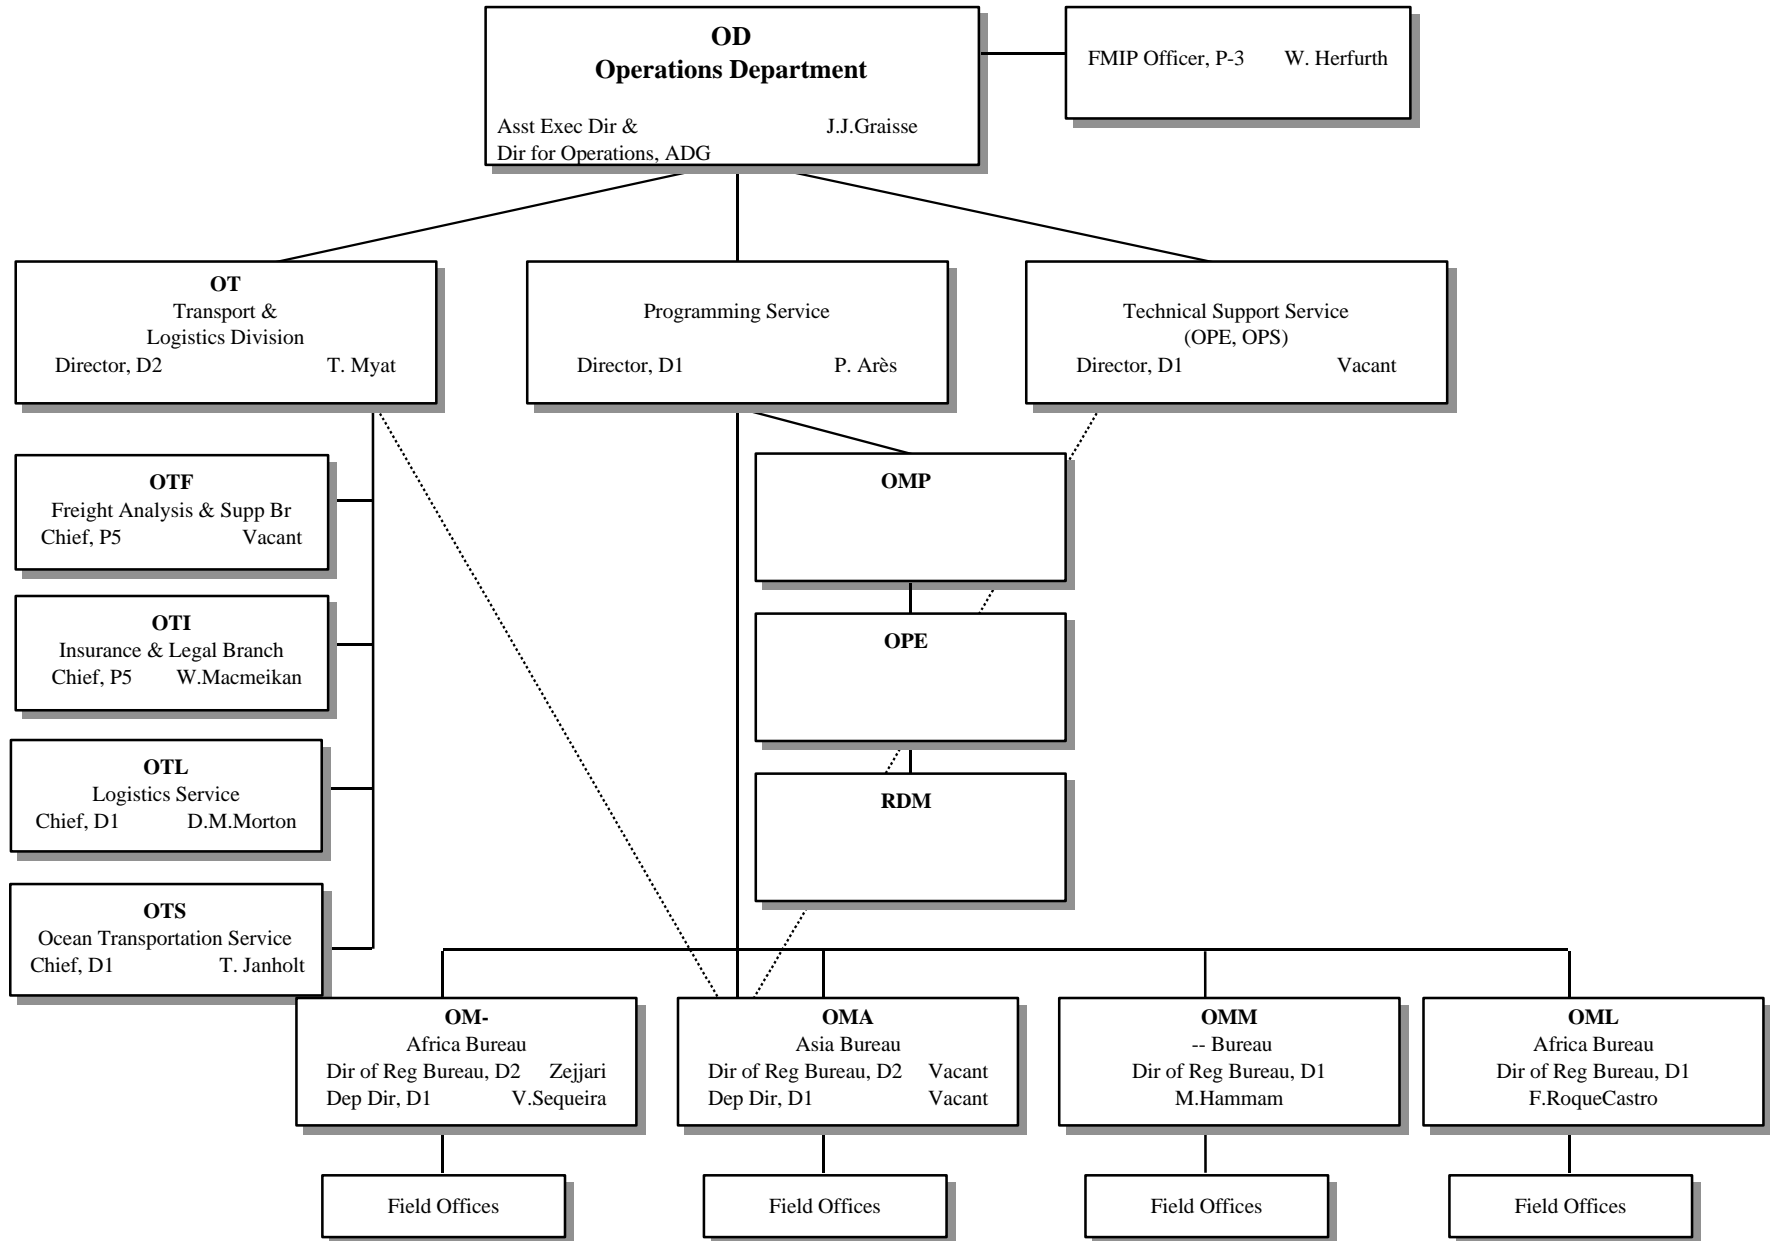 OD
Operations Department
Asst Exec Dir & J.J.Graisse
Dir for Operations, ADG
FMIP Officer, P-3 W. Herfurth
OT
Transport &
Logistics Division
Director, D2 T. Myat
Programming Service
Director, D1 P. Arès
Technical Support Service
(OPE, OPS)
Director, D1 Vacant
OTF
Freight Analysis & Supp Br
Chief, P5 Vacant
OTI
Insurance & Legal Branch
Chief, P5 W.Macmeikan
OTL
Logistics Service
Chief, D1 D.M.Morton
OTS
Ocean Transportation Service
Chief, D1 T. Janholt
OMP
OPE
RDM
OM-
Africa Bureau
Dir of Reg Bureau, D2 Zejjari
Dep Dir, D1 V.Sequeira
OMA
Asia Bureau
Dir of Reg Bureau, D2 Vacant
Dep Dir, D1 Vacant
OMM
-- Bureau
Dir of Reg Bureau, D1
M.Hammam
OML
Africa Bureau
Dir of Reg Bureau, D1
F.RoqueCastro
Field Offices
Field Offices
Field Offices
Field Offices